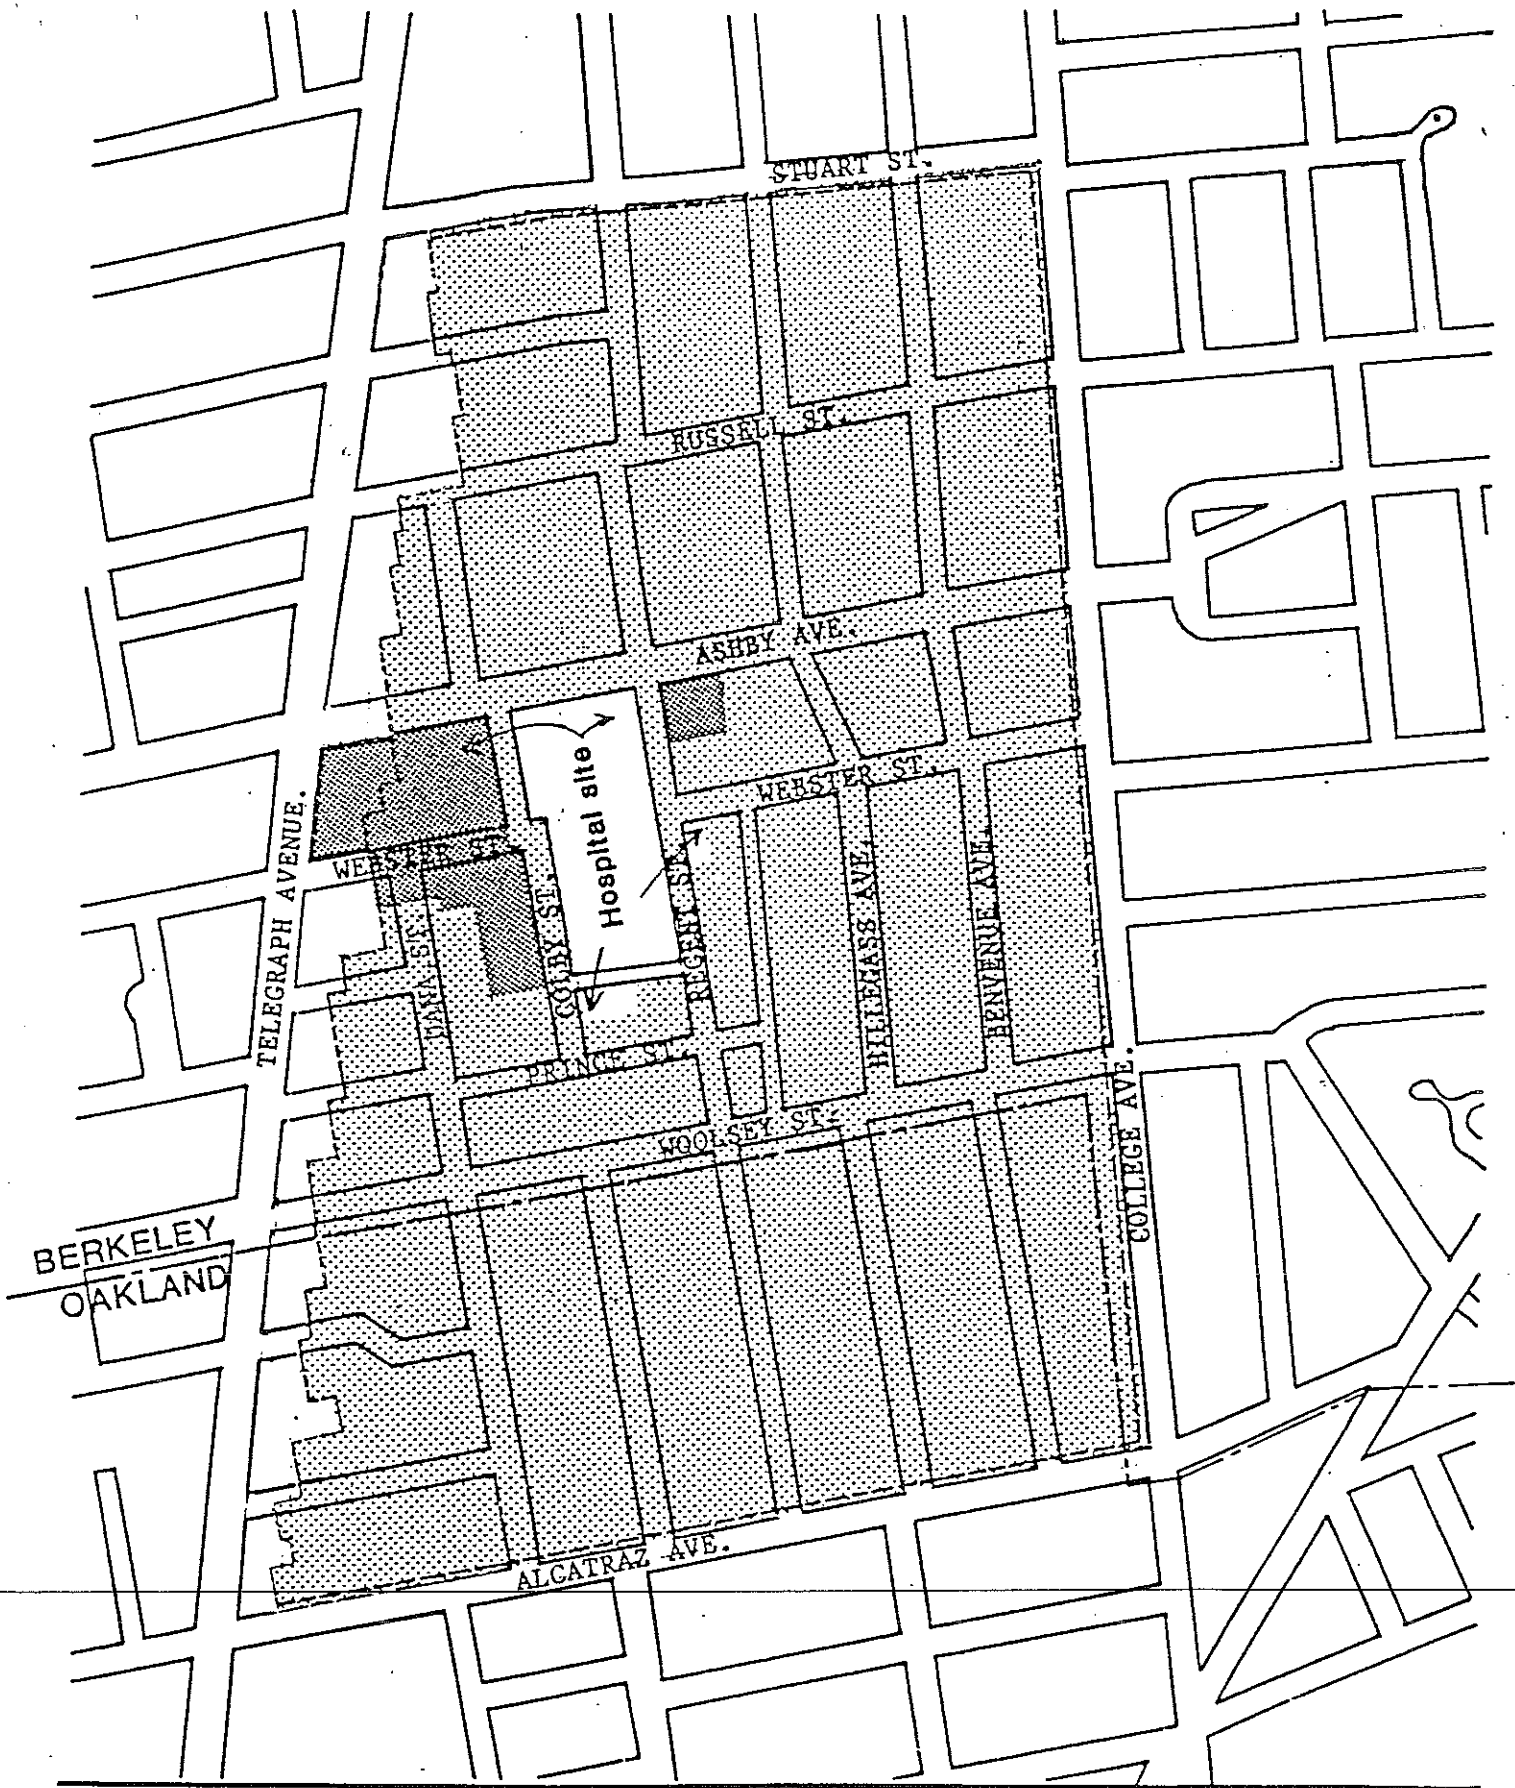 STUART ST.
RUSSELL ST.
ASHBY AVE.
WEBSTER ST.
Hospital site
TELEGRAPH AVENUE.
WEBSTER ST.
DANA ST.
COLBY ST.
REGENT ST.
HILLEGASS AVE.
BENVENUE AVE.
PRINCE ST.
WOOLSEY ST.
COLLEGE AVE.
BERKELEY
OAKLAND
ALCATRAZ AVE.